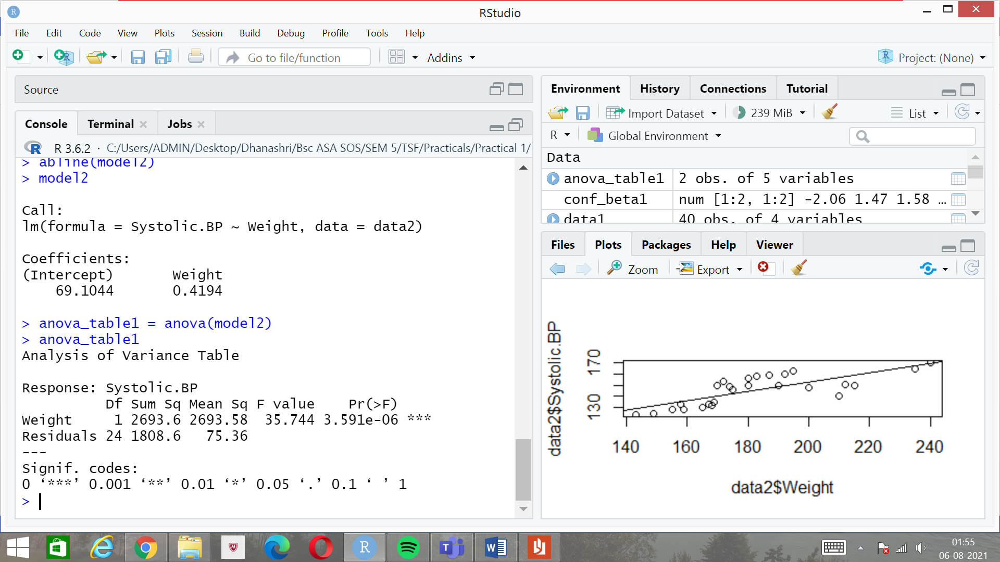 RStudio
File Edit Code View Plots Session Build Debug Profile Tools Help
Go to file/function Addins Project: (None)
Source
Console Terminal Jobs
R 3.6.2 · C:/Users/ADMIN/Desktop/Dhanashri/Bsc ASA SOS/SEM 5/TSF/Practicals/Practical 1/
> abline(model2)
> model2
Call:
lm(formula = Systolic.BP ~ Weight, data = data2)
Coefficients:
(Intercept) Weight
69.1044 0.4194
> anova_table1 = anova(model2)
> anova_table1
Analysis of Variance Table
Response: Systolic.BP
Df Sum Sq Mean Sq F value Pr(>F)
Weight 1 2693.6 2693.58 35.744 3.591e-06 ***
Residuals 24 1808.6 75.36
---
Signif. codes:
0 ‘***’ 0.001 ‘**’ 0.01 ‘*’ 0.05 ‘.’ 0.1 ‘ ’ 1
>
Environment History Connections Tutorial
Import Dataset 239 MiB List
R Global Environment
Data
anova_table1 2 obs. of 5 variables
conf_beta1 num [1:2, 1:2] -2.06 1.47 1.58 ...
data1 40 obs. of 4 variables
Files Plots Packages Help Viewer
Zoom Export
data2$Systolic.BP
170
130
140 160 180 200 220 240
data2$Weight
01:55
06-08-2021